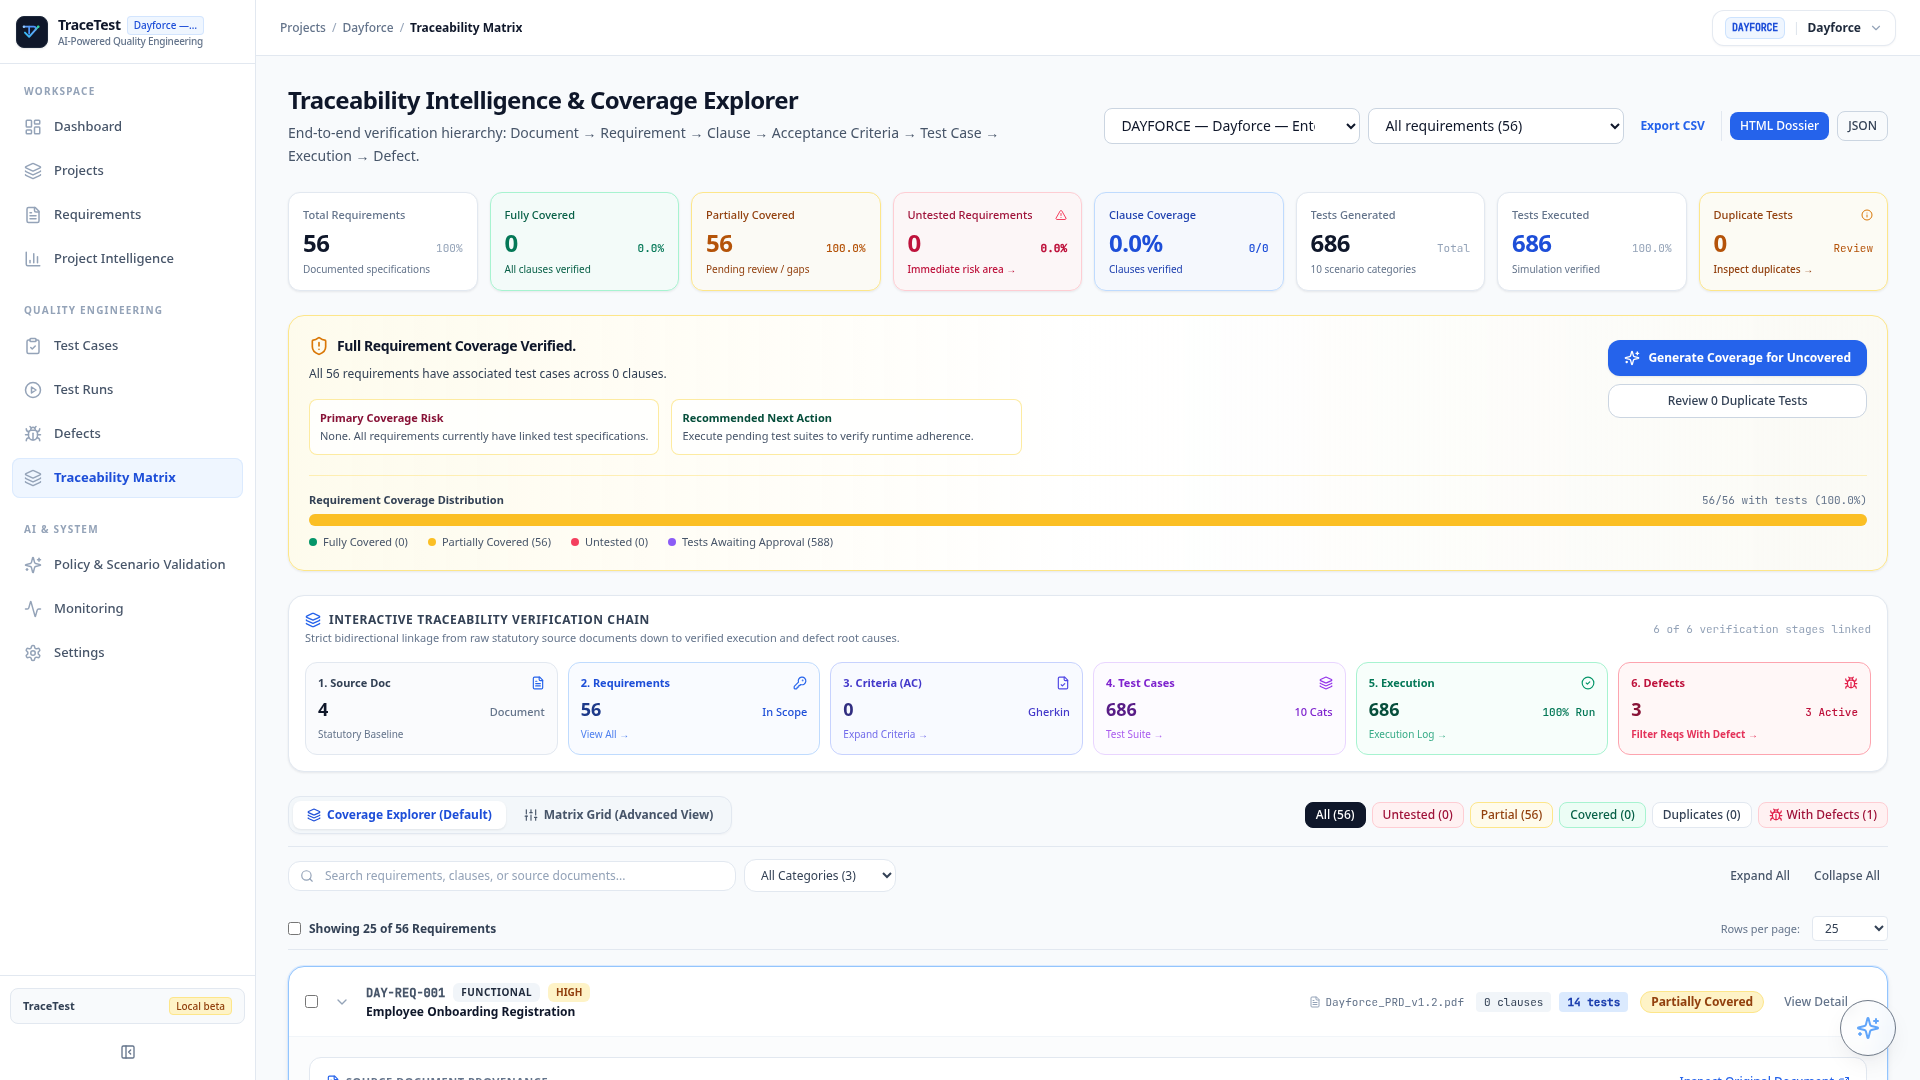 TraceTest
Dayforce —...
AI-Powered Quality Engineering
WORKSPACE
Dashboard
Projects
Requirements
Project Intelligence
QUALITY ENGINEERING
Test Cases
Test Runs
Defects
Traceability Matrix
AI & SYSTEM
Policy & Scenario Validation
Monitoring
Settings
TraceTest
Local beta
Projects / Dayforce / Traceability Matrix
DAYFORCE
Dayforce
Traceability Intelligence & Coverage Explorer
End-to-end verification hierarchy: Document → Requirement → Clause → Acceptance Criteria → Test Case →
Execution → Defect.
DAYFORCE — Dayforce — Ent
All requirements (56)
Export CSV
HTML Dossier
JSON
Total Requirements
56
100%
Documented specifications
Fully Covered
0
0.0%
All clauses verified
Partially Covered
56
100.0%
Pending review / gaps
Untested Requirements
0
0.0%
Immediate risk area →
Clause Coverage
0.0%
0/0
Clauses verified
Tests Generated
686
Total
10 scenario categories
Tests Executed
686
100.0%
Simulation verified
Duplicate Tests
0
Review
Inspect duplicates →
Full Requirement Coverage Verified.
All 56 requirements have associated test cases across 0 clauses.
Generate Coverage for Uncovered
Review 0 Duplicate Tests
Primary Coverage Risk
None. All requirements currently have linked test specifications.
Recommended Next Action
Execute pending test suites to verify runtime adherence.
Requirement Coverage Distribution
56/56 with tests (100.0%)
Fully Covered (0)
Partially Covered (56)
Untested (0)
Tests Awaiting Approval (588)
INTERACTIVE TRACEABILITY VERIFICATION CHAIN
Strict bidirectional linkage from raw statutory source documents down to verified execution and defect root causes.
6 of 6 verification stages linked
1. Source Doc
4
Document
Statutory Baseline
2. Requirements
56
In Scope
View All →
3. Criteria (AC)
0
Gherkin
Expand Criteria →
4. Test Cases
686
10 Cats
Test Suite →
5. Execution
686
100% Run
Execution Log →
6. Defects
3
3 Active
Filter Reqs With Defect →
Coverage Explorer (Default)
Matrix Grid (Advanced View)
All (56)
Untested (0)
Partial (56)
Covered (0)
Duplicates (0)
With Defects (1)
Search requirements, clauses, or source documents...
All Categories (3)
Expand All
Collapse All
Showing 25 of 56 Requirements
Rows per page:
25
DAY-REQ-001
FUNCTIONAL
HIGH
Employee Onboarding Registration
Dayforce_PRD_v1.2.pdf
0 clauses
14 tests
Partially Covered
View Detail
SOURCE DOCUMENT PROVENANCE
Inspect Original Document